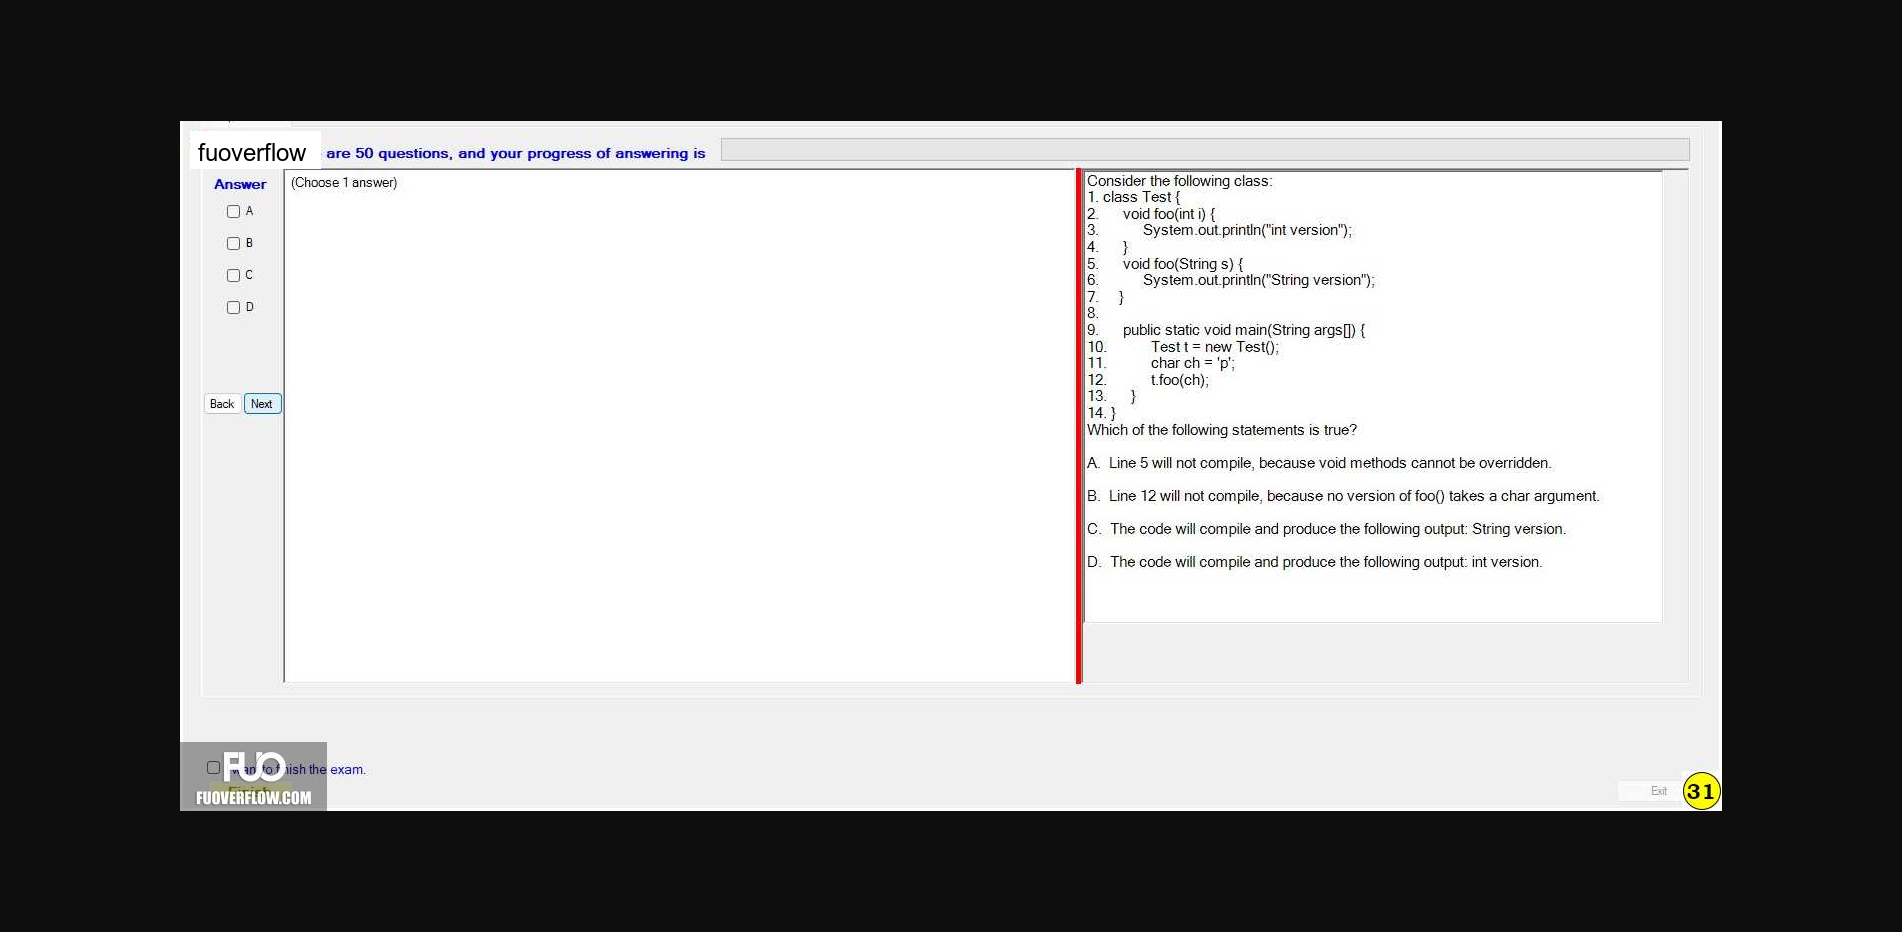 fuoverflow are 50 questions, and your progress of answering is
Answer
(Choose 1 answer)
A
B
C
D
Back Next
Consider the following class:
1. class Test {
2. void foo(int i) {
3. System.out.println("int version");
4. }
5. void foo(String s) {
6. System.out.println("String version");
7. }
8.
9. public static void main(String args[]) {
10. Test t = new Test();
11. char ch = 'p';
12. t.foo(ch);
13. }
14. }
Which of the following statements is true?
A. Line 5 will not compile, because void methods cannot be overridden.
B. Line 12 will not compile, because no version of foo() takes a char argument.
C. The code will compile and produce the following output: String version.
D. The code will compile and produce the following output: int version.
FUO
want to finish the exam.
Finish
FUOVERFLOW.COM
Exit
31